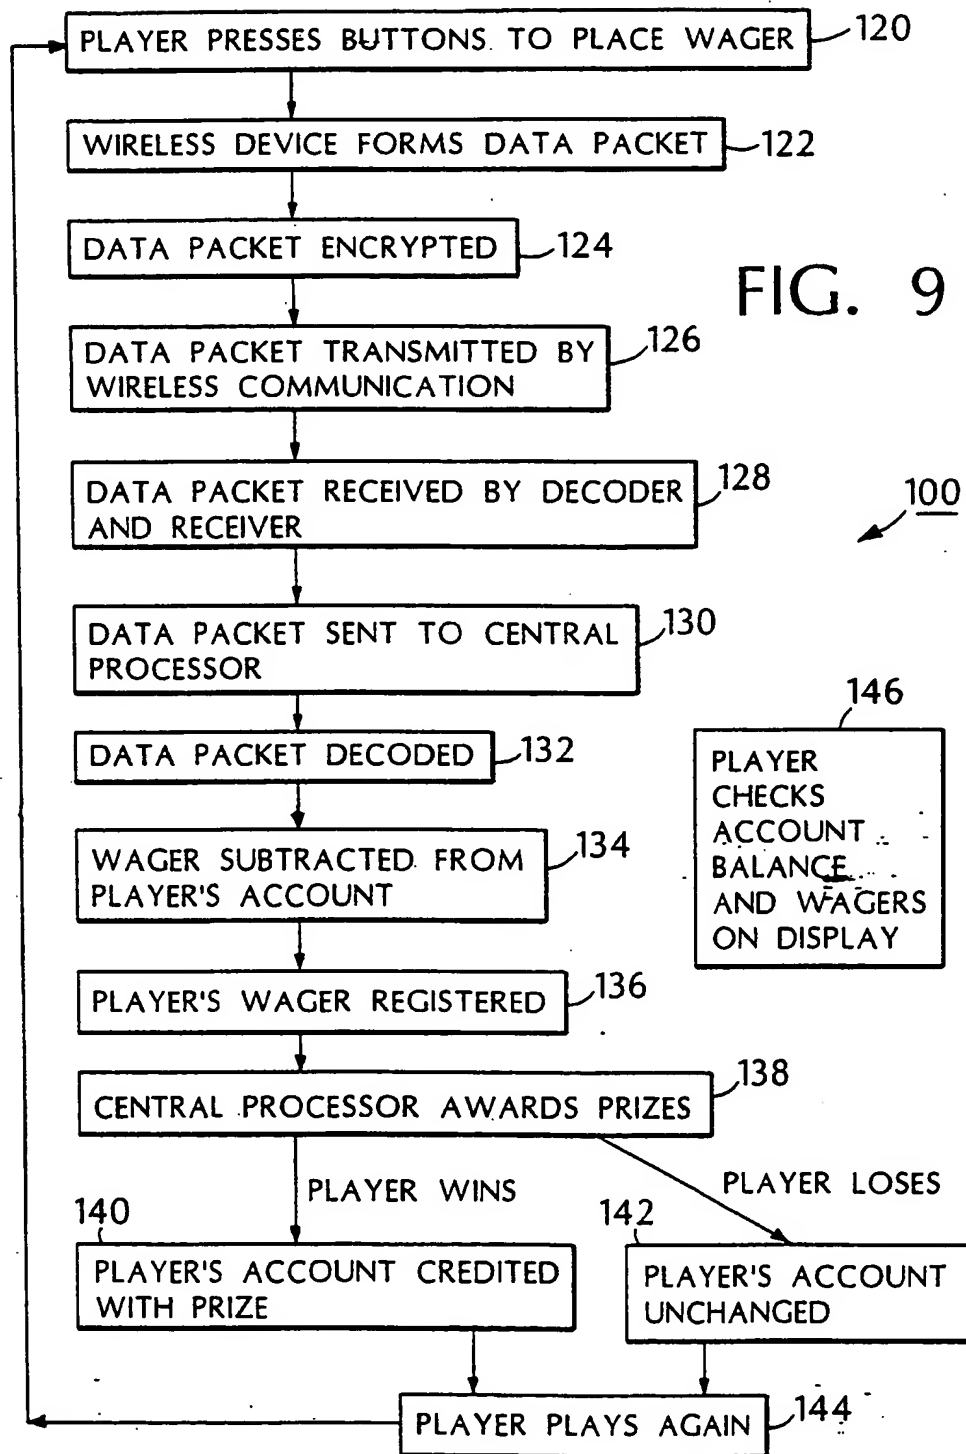 PLAYER PRESSES BUTTONS TO PLACE WAGER
120
WIRELESS DEVICE FORMS DATA PACKET
122
DATA PACKET ENCRYPTED
124
FIG. 9
DATA PACKET TRANSMITTED BY
WIRELESS COMMUNICATION
126
DATA PACKET RECEIVED BY DECODER
AND RECEIVER
128
100
DATA PACKET SENT TO CENTRAL
PROCESSOR
130
DATA PACKET DECODED
132
146
PLAYER
CHECKS
ACCOUNT
BALANCE
AND WAGERS
ON DISPLAY
WAGER SUBTRACTED FROM
PLAYER'S ACCOUNT
134
PLAYER'S WAGER REGISTERED
136
CENTRAL PROCESSOR AWARDS PRIZES
138
PLAYER WINS
PLAYER LOSES
140
PLAYER'S ACCOUNT CREDITED
WITH PRIZE
142
PLAYER'S ACCOUNT
UNCHANGED
PLAYER PLAYS AGAIN
144